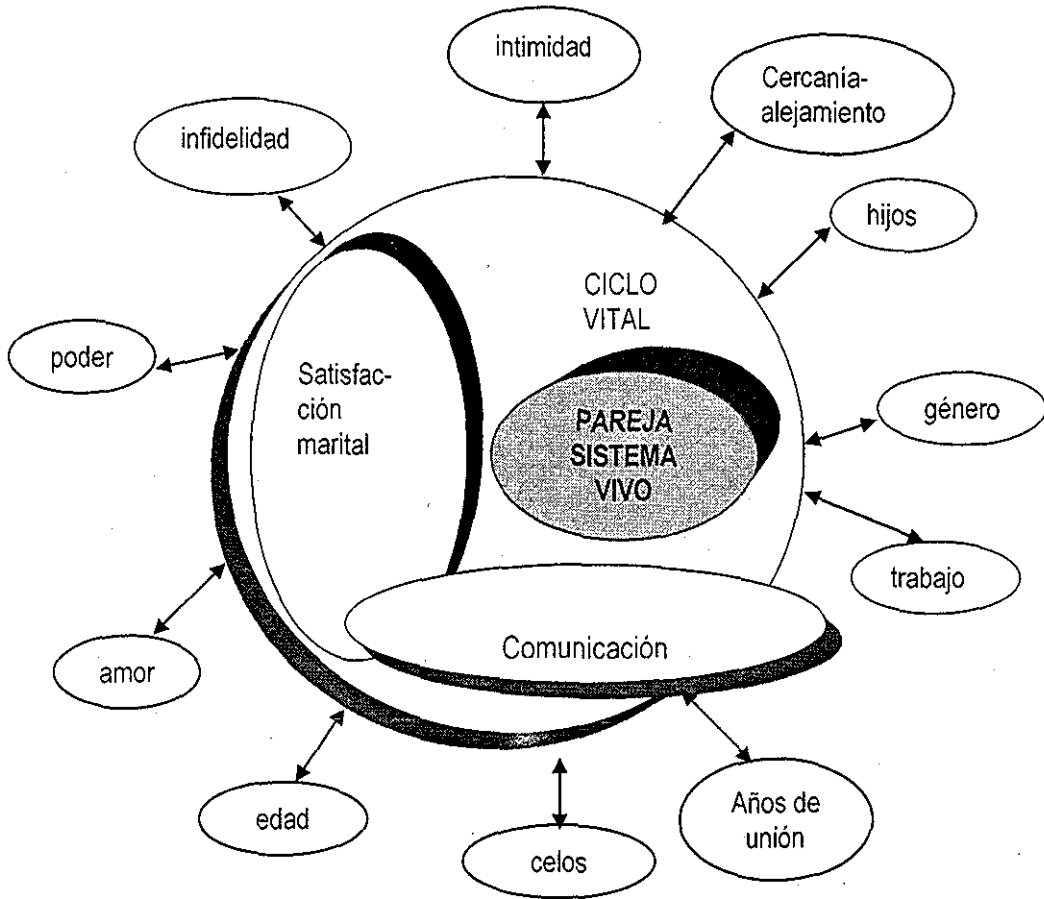 intimidad
Cercanía-
alejamiento
infidelidad
hijos
CICLO
VITAL
poder
Satisfac-
ción
marital
género
PAREJA
SISTEMA
VIVO
trabajo
Comunicación
amor
Años de
unión
edad
celos